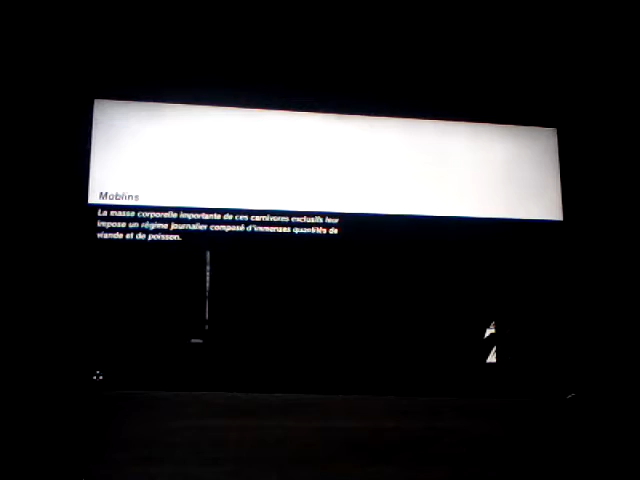 Moblins
La masse corporelle importante de ces carnivores exclusifs leur
impose un régime journalier composé d'immenses quantités de
viande et de poisson.